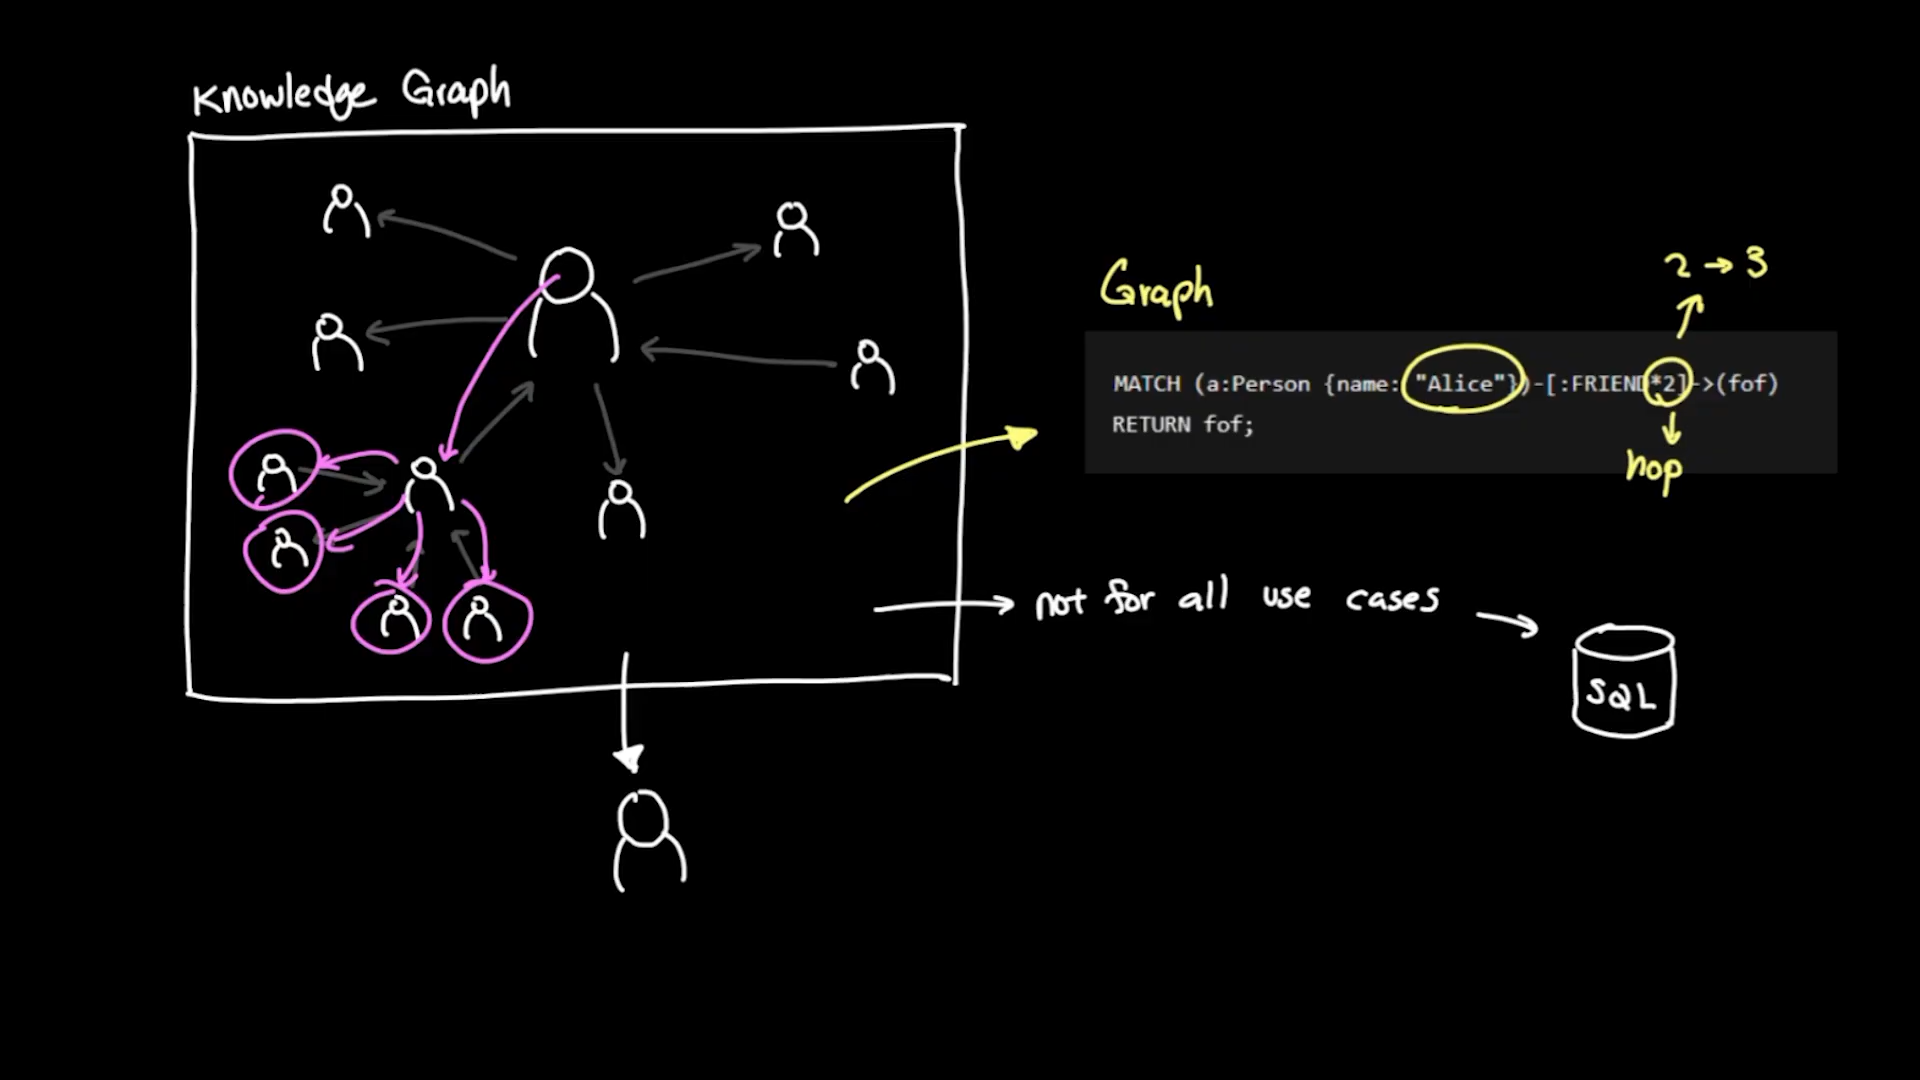 Knowledge Graph
2 → 3
Graph
MATCH (a:Person {name: "Alice"})-[:FRIEND*2]->(fof)
RETURN fof;
hop
not for all use cases
SQL